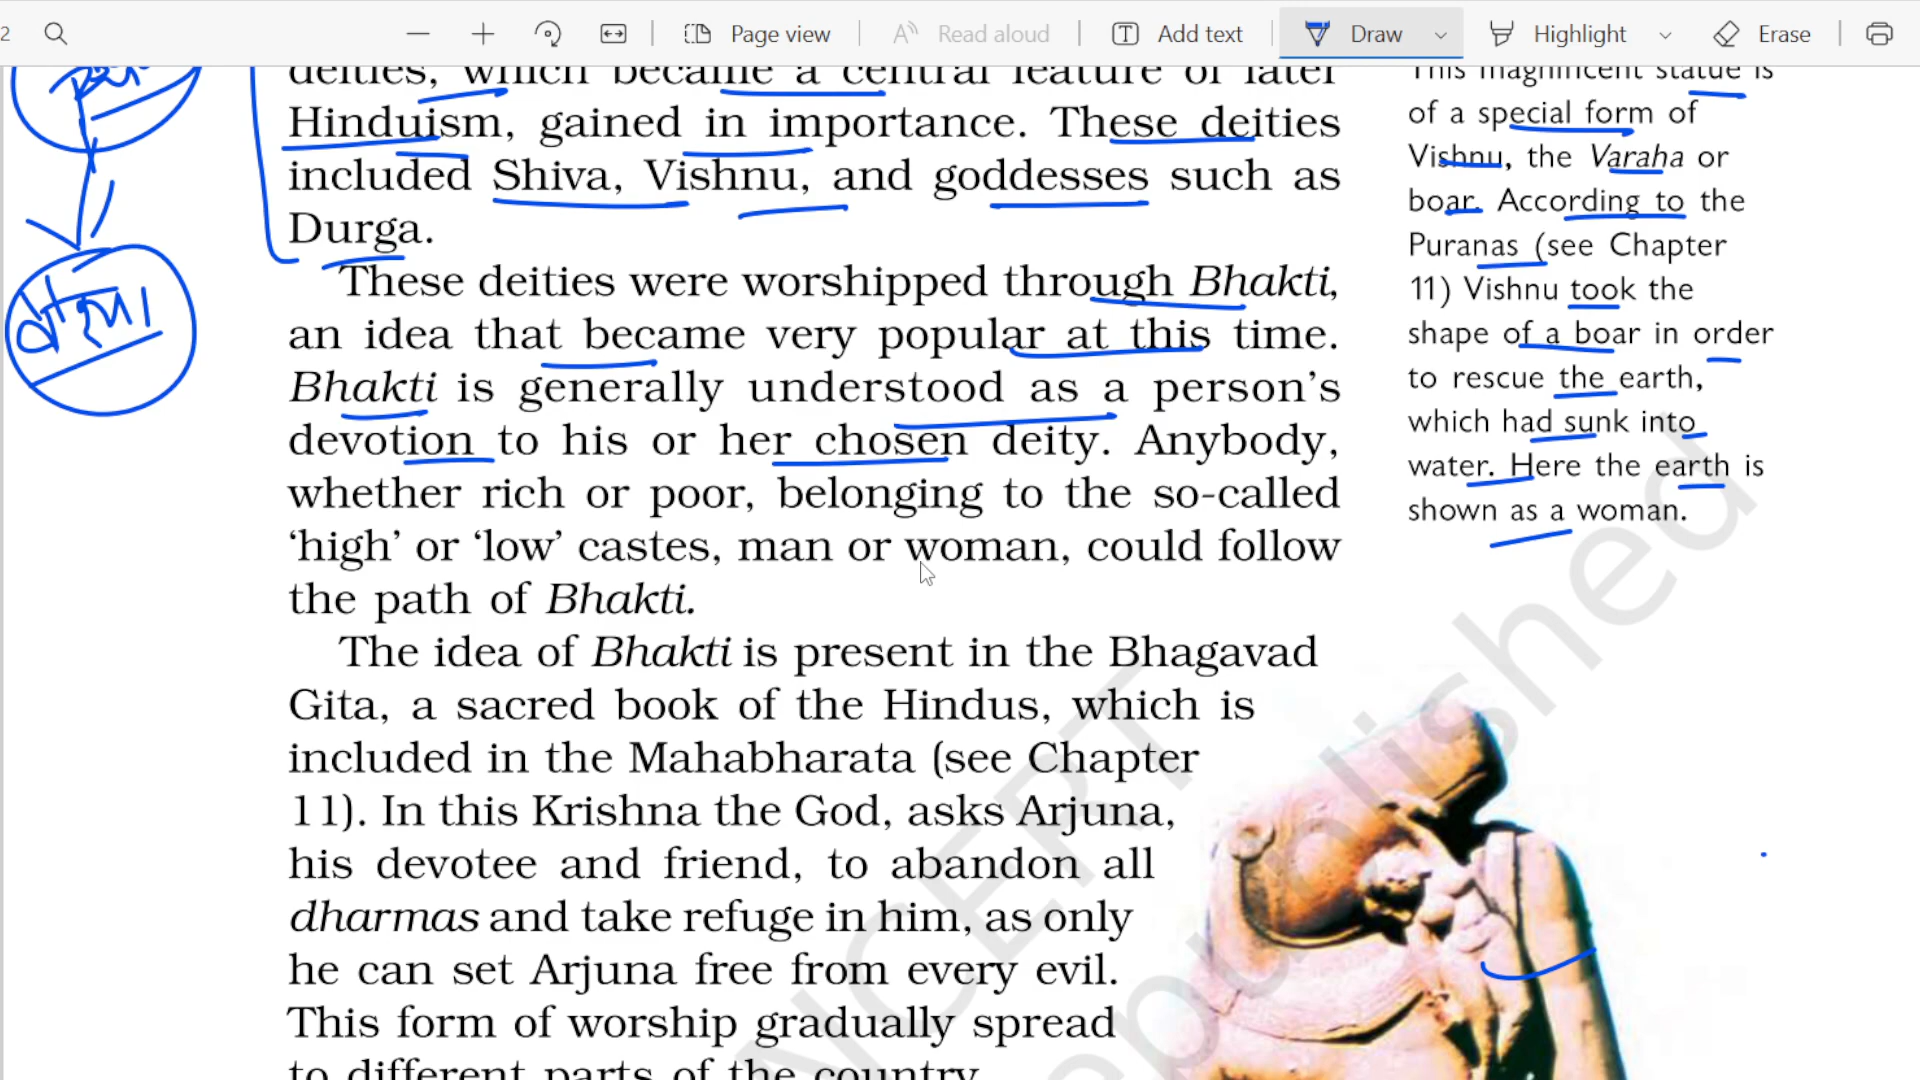 2
Page view
Read aloud
Add text
Draw
Highlight
Erase
deities, which became a central feature of later
Hinduism, gained in importance. These deities
included Shiva, Vishnu, and goddesses such as
Durga.
These deities were worshipped through Bhakti,
an idea that became very popular at this time.
Bhakti is generally understood as a person’s
devotion to his or her chosen deity. Anybody,
whether rich or poor, belonging to the so-called
‘high’ or ‘low’ castes, man or woman, could follow
the path of Bhakti.
The idea of Bhakti is present in the Bhagavad
Gita, a sacred book of the Hindus, which is
included in the Mahabharata (see Chapter
11). In this Krishna the God, asks Arjuna,
his devotee and friend, to abandon all
dharmas and take refuge in him, as only
he can set Arjuna free from every evil.
This form of worship gradually spread
to different parts of the country.
This magnificent statue is
of a special form of
Vishnu, the Varaha or
boar. According to the
Puranas (see Chapter
11) Vishnu took the
shape of a boar in order
to rescue the earth,
which had sunk into
water. Here the earth is
shown as a woman.
NCERT
republished